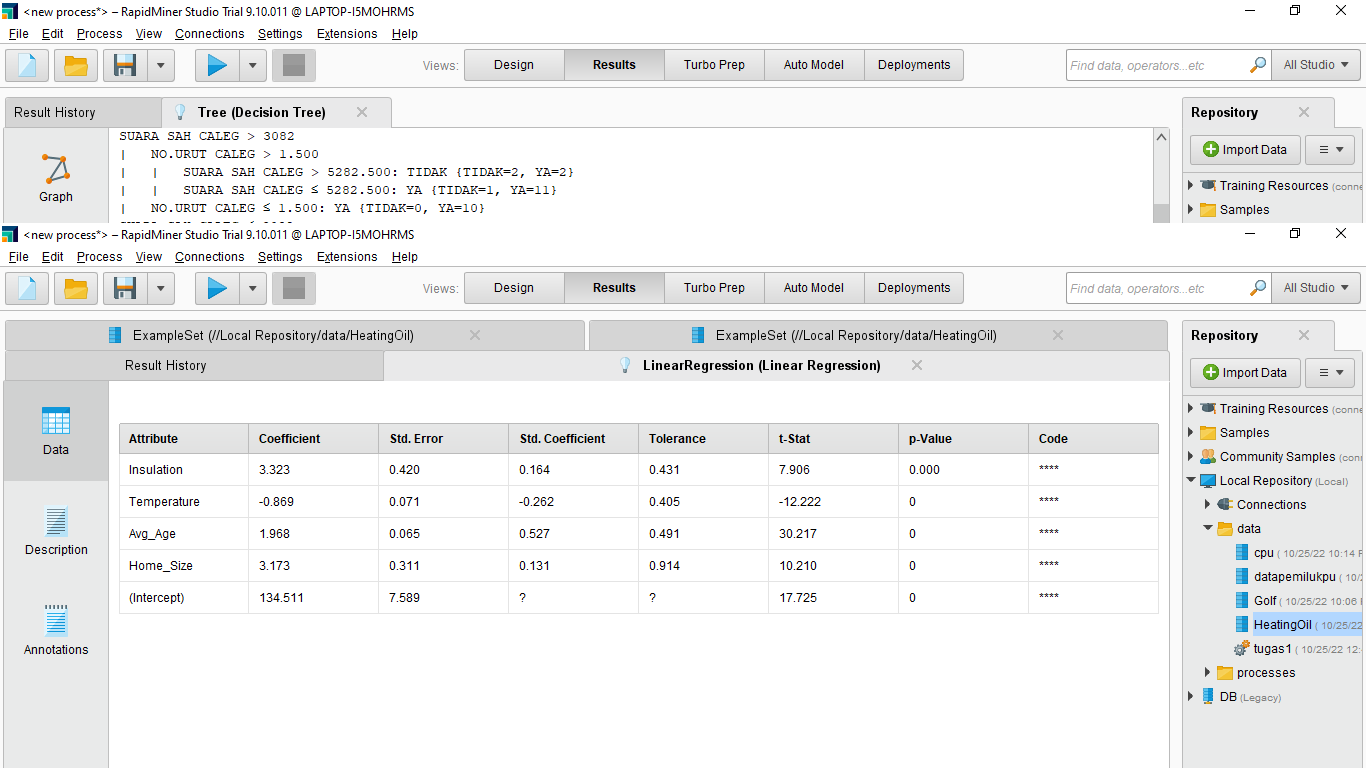 <new process*> – RapidMiner Studio Trial 9.10.011 @ LAPTOP-I5MOHRMS
File Edit Process View Connections Settings Extensions Help
Views: Design Results Turbo Prep Auto Model Deployments Find data, operators...etc All Studio
Result History Tree (Decision Tree) Repository
SUARA SAH CALEG > 3082
| NO.URUT CALEG > 1.500
| | SUARA SAH CALEG > 5282.500: TIDAK {TIDAK=2, YA=2}
| | SUARA SAH CALEG ≤ 5282.500: YA {TIDAK=1, YA=11}
| NO.URUT CALEG ≤ 1.500: YA {TIDAK=0, YA=10}
Graph
Import Data
Training Resources (conne
Samples
<new process*> – RapidMiner Studio Trial 9.10.011 @ LAPTOP-I5MOHRMS
File Edit Process View Connections Settings Extensions Help
Views: Design Results Turbo Prep Auto Model Deployments Find data, operators...etc All Studio
ExampleSet (//Local Repository/data/HeatingOil) ExampleSet (//Local Repository/data/HeatingOil)
Result History LinearRegression (Linear Regression)
Data
Description
Annotations
Attribute Coefficient Std. Error Std. Coefficient Tolerance t-Stat p-Value Code
Insulation 3.323 0.420 0.164 0.431 7.906 0.000 ****
Temperature -0.869 0.071 -0.262 0.405 -12.222 0 ****
Avg_Age 1.968 0.065 0.527 0.491 30.217 0 ****
Home_Size 3.173 0.311 0.131 0.914 10.210 0 ****
(Intercept) 134.511 7.589 ? ? 17.725 0 ****
Repository
Import Data
Training Resources (conne
Samples
Community Samples (con
Local Repository (Local)
Connections
data
cpu ( 10/25/22 10:14 
datapemilukpu ( 10/
Golf ( 10/25/22 10:06 
HeatingOil ( 10/25/22
tugas1 ( 10/25/22 12:
processes
DB (Legacy)